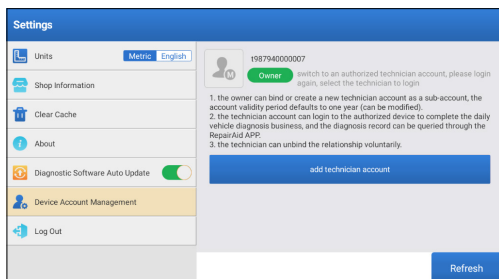 Settings
Units
Metric English
Shop Information
Clear Cache
About
Diagnostic Software Auto Update
Device Account Management
Log Out
t987940000007
M
Owner
switch to an authorized technician account, please login
again, select the technician to login
1. the owner can bind or create a new technician account as a sub-account, the
account validity period defaults to one year (can be modified).
2. the technician account can login to the authorized device to complete the daily
vehicle diagnosis business, and the diagnosis record can be queried through the
RepairAid APP.
3. the technician can unbind the relationship voluntarily.
add technician account
Refresh